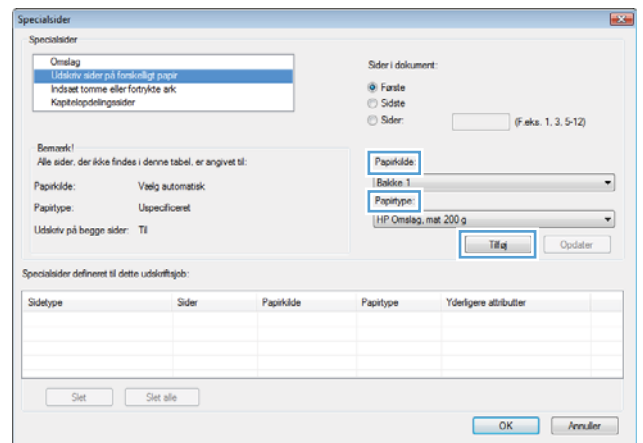 Specialsider
Specialsider
Omslag
Udskriv sider på forskelligt papir
Indsæt tomme eller fortrykte ark
Kapitelopdelingssider
Sider i dokument:
Første
Sidste
Sider:
(F.eks. 1, 3, 5-12)
Bemærk!
Alle sider, der ikke findes i denne tabel, er angivet til:
Papirkilde: Vælg automatisk
Papirtype: Uspecificeret
Udskriv på begge sider: Til
Papirkilde:
Bakke 1
Papirtype:
HP Omslag, mat 200 g
Tilføj Opdater
Specialsider defineret til dette udskriftsjob:
Sidetype Sider Papirkilde Papirtype Yderligere attributter
Slet Slet alle
OK Annuller